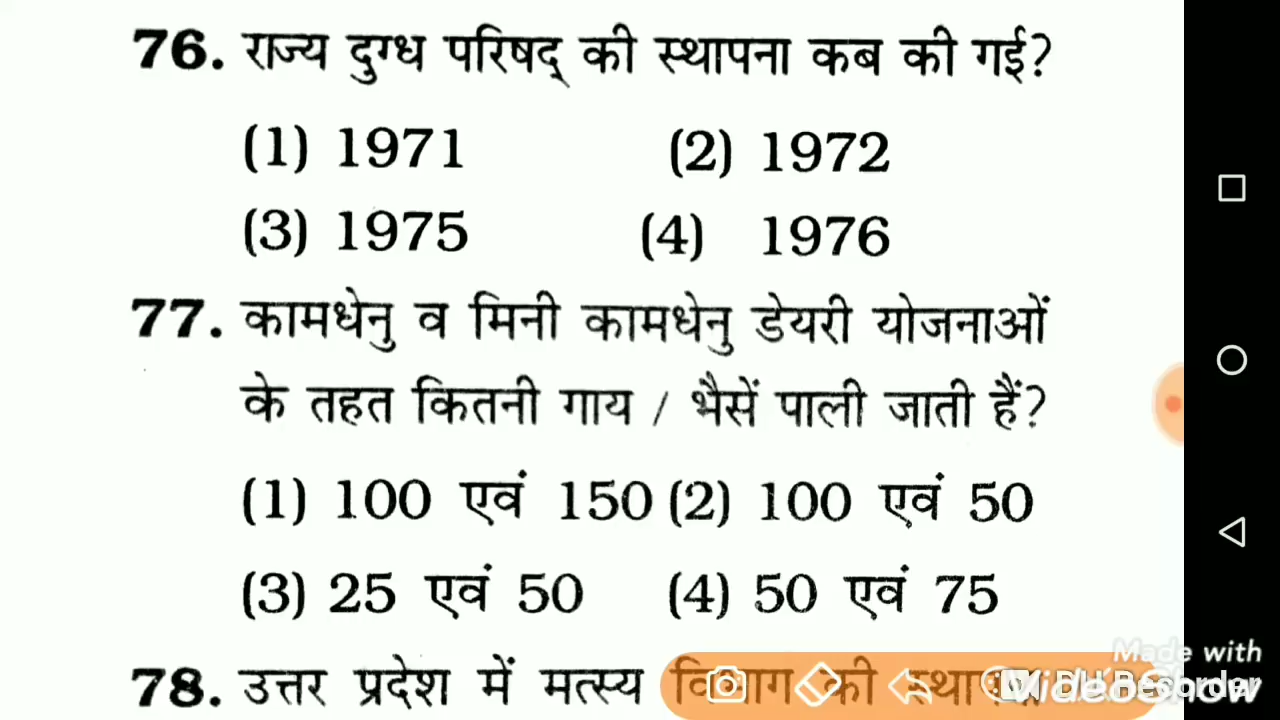 76. राज्य दुग्ध परिषद् की स्थापना कब की गई?
(1) 1971 (2) 1972
(3) 1975 (4) 1976
77. कामधेनु व मिनी कामधेनु डेयरी योजनाओं
के तहत कितनी गाय / भैसें पाली जाती हैं?
(1) 100 एवं 150 (2) 100 एवं 50
(3) 25 एवं 50 (4) 50 एवं 75
Made with
78. उत्तर प्रदेश में मत्स्य विभाग की